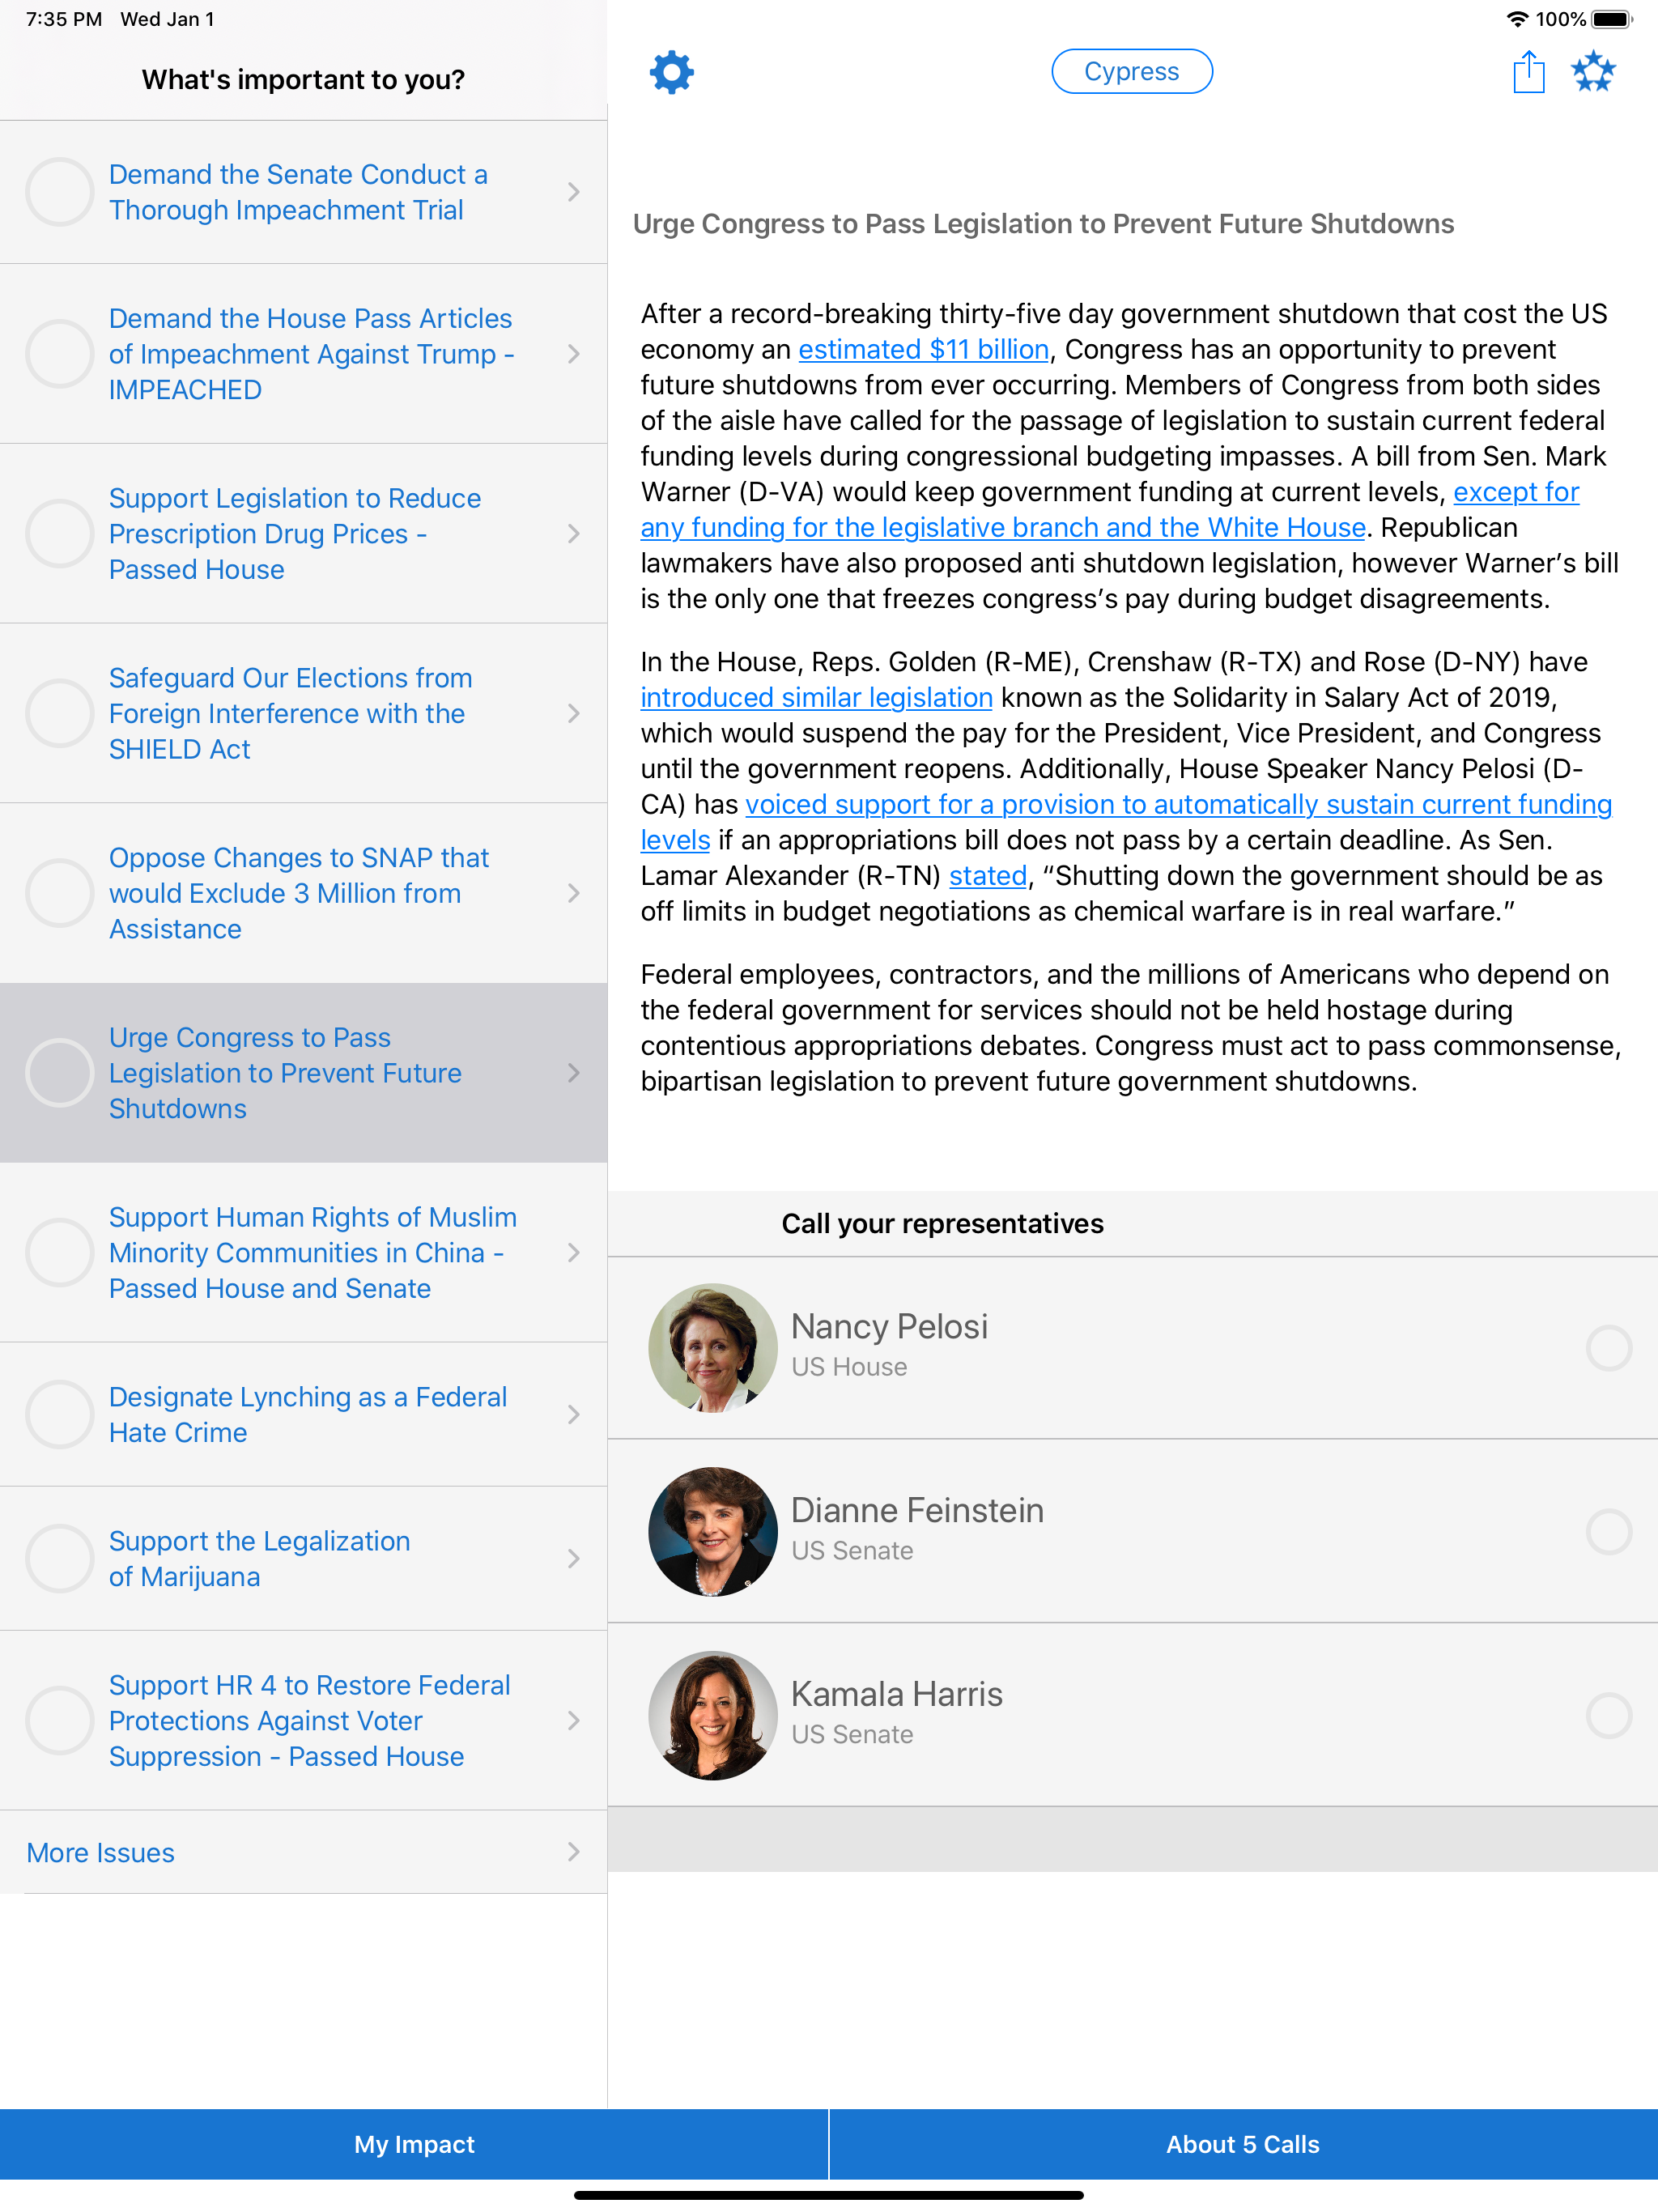 7:35 PM Wed Jan 1
100%
What's important to you?
Demand the Senate Conduct a
Thorough Impeachment Trial
Demand the House Pass Articles
of Impeachment Against Trump -
IMPEACHED
Support Legislation to Reduce
Prescription Drug Prices -
Passed House
Safeguard Our Elections from
Foreign Interference with the
SHIELD Act
Oppose Changes to SNAP that
would Exclude 3 Million from
Assistance
Urge Congress to Pass
Legislation to Prevent Future
Shutdowns
Support Human Rights of Muslim
Minority Communities in China -
Passed House and Senate
Designate Lynching as a Federal
Hate Crime
Support the Legalization
of Marijuana
Support HR 4 to Restore Federal
Protections Against Voter
Suppression - Passed House
More Issues
Cypress
Urge Congress to Pass Legislation to Prevent Future Shutdowns
After a record-breaking thirty-five day government shutdown that cost the US
economy an estimated $11 billion, Congress has an opportunity to prevent
future shutdowns from ever occurring. Members of Congress from both sides
of the aisle have called for the passage of legislation to sustain current federal
funding levels during congressional budgeting impasses. A bill from Sen. Mark
Warner (D-VA) would keep government funding at current levels, except for
any funding for the legislative branch and the White House. Republican
lawmakers have also proposed anti shutdown legislation, however Warner’s bill
is the only one that freezes congress’s pay during budget disagreements.
In the House, Reps. Golden (R-ME), Crenshaw (R-TX) and Rose (D-NY) have
introduced similar legislation known as the Solidarity in Salary Act of 2019,
which would suspend the pay for the President, Vice President, and Congress
until the government reopens. Additionally, House Speaker Nancy Pelosi (D-
CA) has voiced support for a provision to automatically sustain current funding
levels if an appropriations bill does not pass by a certain deadline. As Sen.
Lamar Alexander (R-TN) stated, “Shutting down the government should be as
off limits in budget negotiations as chemical warfare is in real warfare.”
Federal employees, contractors, and the millions of Americans who depend on
the federal government for services should not be held hostage during
contentious appropriations debates. Congress must act to pass commonsense,
bipartisan legislation to prevent future government shutdowns.
Call your representatives
Nancy Pelosi
US House
Dianne Feinstein
US Senate
Kamala Harris
US Senate
My Impact
About 5 Calls